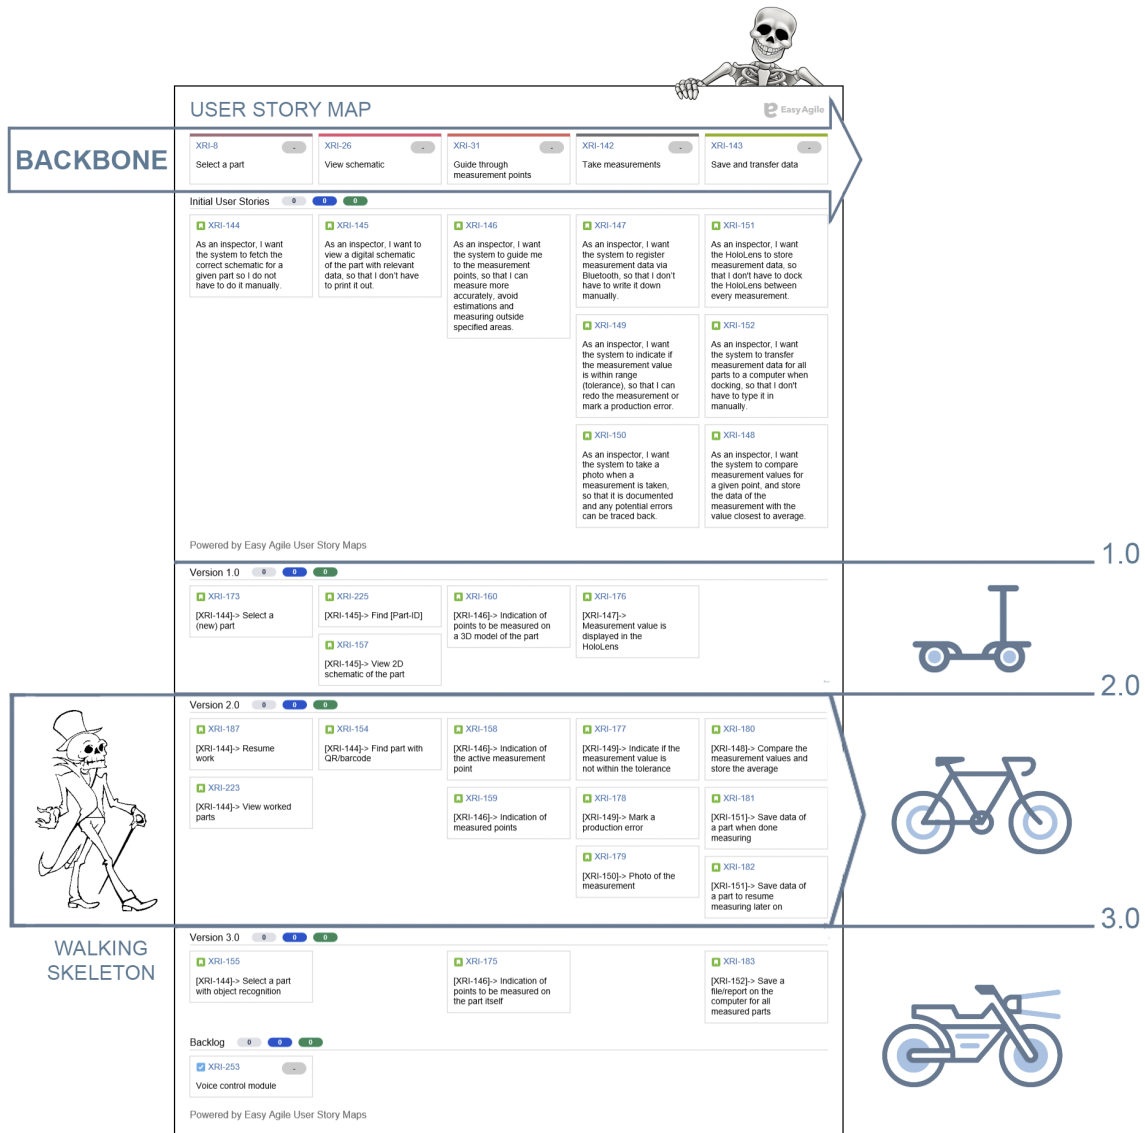 USER STORY MAP
Easy Agile
BACKBONE
XRI-8
-
Select a part
XRI-26
-
View schematic
XRI-31
-
Guide through
measurement points
XRI-142
-
Take measurements
XRI-143
-
Save and transfer data
Initial User Stories 0 0 0
XRI-144
As an inspector, I want
the system to fetch the
correct schematic for a
given part so I do not
have to do it manually.
XRI-145
As an inspector, I want to
view a digital schematic
of the part with relevant
data, so that I don't have
to print it out.
XRI-146
As an inspector, I want
the system to guide me
to the measurement
points, so that I can
measure more
accurately, avoid
estimations and
measuring outside
specified areas.
XRI-147
As an inspector, I want
the system to register
measurement data via
Bluetooth, so that I don't
have to write it down
manually.
XRI-151
As an inspector, I want
the HoloLens to store
measurement data, so
that I don't have to dock
the HoloLens between
every measurement.
XRI-149
As an inspector, I want
the system to indicate if
the measurement value
is within range
(tolerance), so that I can
redo the measurement or
mark a production error.
XRI-152
As an inspector, I want
the system to transfer
measurement data for all
parts to a computer when
docking, so that I don't
have to type it in
manually.
XRI-150
As an inspector, I want
the system to take a
photo when a
measurement is taken,
so that it is documented
and any potential errors
can be traced back.
XRI-148
As an inspector, I want
the system to compare
measurement values for
a given point, and store
the data of the
measurement with the
value closest to average.
Powered by Easy Agile User Story Maps
1.0
Version 1.0 0 0 0
XRI-173
[XRI-144]-> Select a
(new) part
XRI-225
[XRI-145]-> Find [Part-ID]
XRI-157
[XRI-145]-> View 2D
schematic of the part
XRI-160
[XRI-146]-> Indication of
points to be measured on
a 3D model of the part
XRI-176
[XRI-147]->
Measurement value is
displayed in the
HoloLens
2.0
Version 2.0 0 0 0
XRI-187
[XRI-144]-> Resume
work
XRI-154
[XRI-144]-> Find part with
QR/barcode
XRI-158
[XRI-146]-> Indication of
the active measurement
point
XRI-177
[XRI-149]-> Indicate if the
measurement value is
not within the tolerance
XRI-180
[XRI-148]-> Compare the
measurement values and
store the average
XRI-223
[XRI-144]-> View worked
parts
XRI-159
[XRI-146]-> Indication of
measured points
XRI-178
[XRI-149]-> Mark a
production error
XRI-181
[XRI-151]-> Save data of
a part when done
measuring
XRI-179
[XRI-150]-> Photo of the
measurement
XRI-182
[XRI-151]-> Save data of
a part to resume
measuring later on
3.0
WALKING
SKELETON
Version 3.0 0 0 0
XRI-155
[XRI-144]-> Select a part
with object recognition
XRI-175
[XRI-146]-> Indication of
points to be measured on
the part itself
XRI-183
[XRI-152]-> Save a
file/report on the
computer for all
measured parts
Backlog 0 0 0
XRI-253
-
Voice control module
Powered by Easy Agile User Story Maps